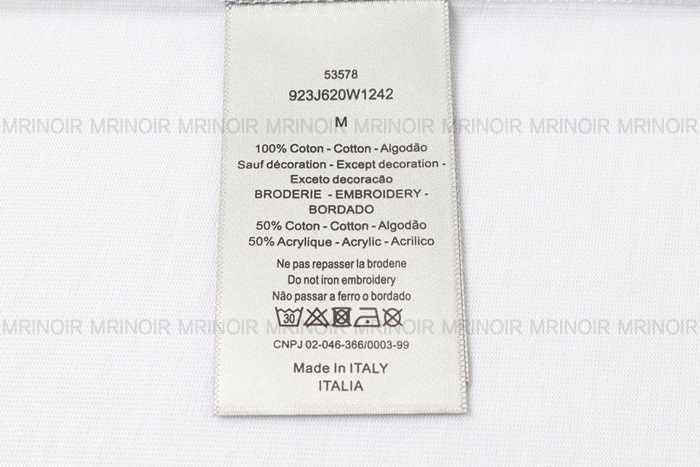 53578
923J620W1242
M
MRINOIR MRINOIR MRINOIR MRINOIR MRINOIR MRINOIR MRINOIR MRINOIR
100% Coton - Cotton - Algodão
Sauf décoration - Except decoration -
Exceto decoracão
BRODERIE - EMBROIDERY -
BORDADO
50% Coton - Cotton - Algodão
50% Acrylique - Acrylic - Acrilico
Ne pas repasser la brodene
Do not iron embroidery
Não passar a ferro o bordado
30
MRINOIR MRINOIR MRINOIR MRINOIR MRINOIR MRINOIR MRINOIR MRINOIR
CNPJ 02-046-366/0003-99
Made In ITALY
ITALIA